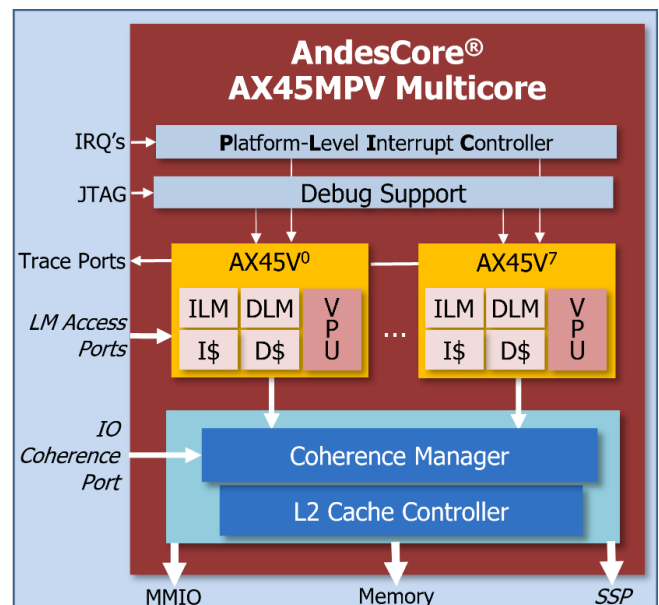 AndesCore®
AX45MPV Multicore
IRQ's
Platform-Level Interrupt Controller
JTAG
Debug Support
Trace Ports
AX45V⁰
AX45V⁷
LM Access
Ports
ILM DLM
I$ D$
V
P
U
...
ILM DLM
I$ D$
V
P
U
IO
Coherence
Port
Coherence Manager
L2 Cache Controller
MMIO
Memory
SSP